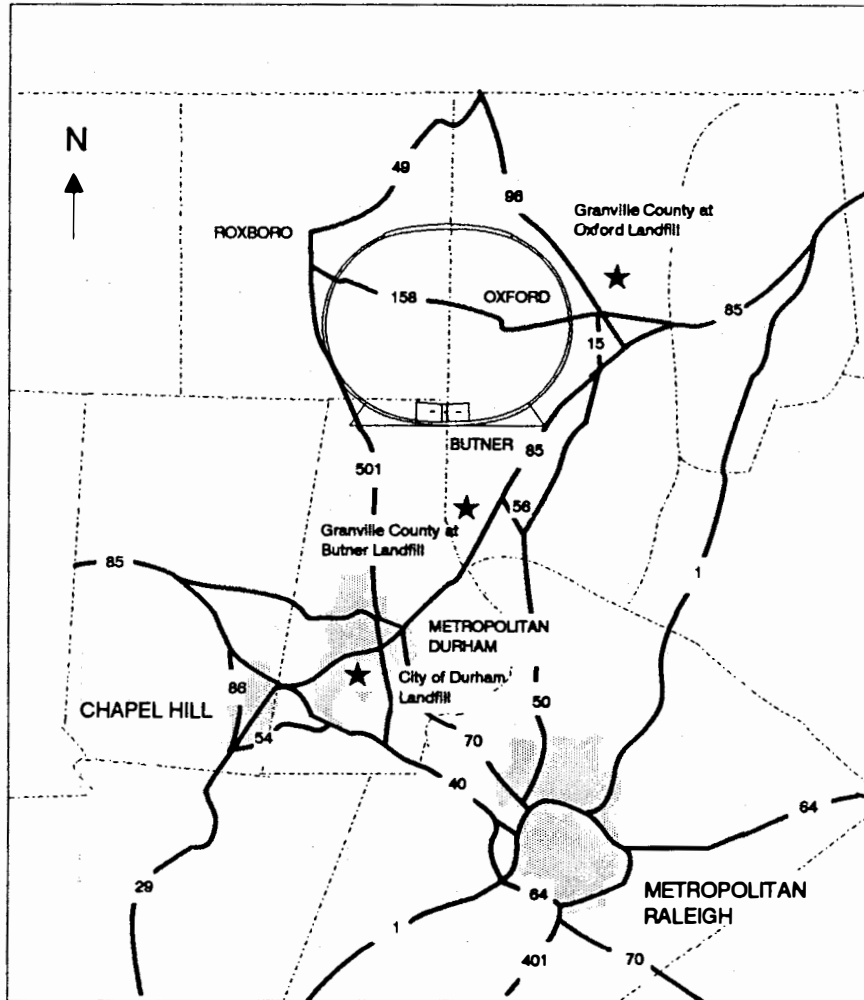 N
49
96
Granville County at
Oxford Landfill
ROXBORO
158
OXFORD
85
15
BUTNER
85
501
56
Granville County at
Butner Landfill
85
1
METROPOLITAN
DURHAM
City of Durham
Landfill
86
CHAPEL HILL
50
54
70
40
64
29
64
METROPOLITAN
RALEIGH
1
401
70